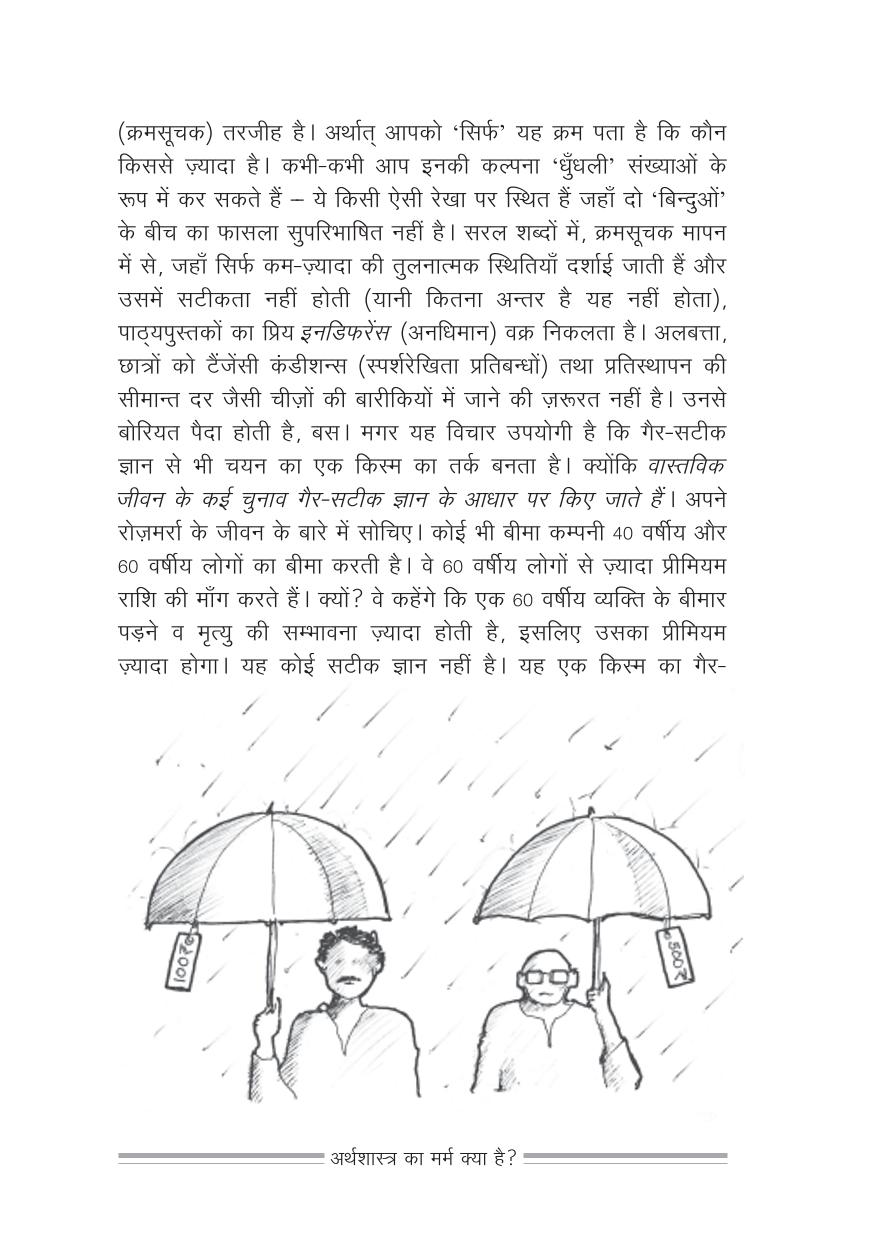 (क्रमसूचक) तरजीह है। अर्थात् आपको ‘सिर्फ’ यह क्रम पता है कि कौन
किससे ज़्यादा है। कभी-कभी आप इनकी कल्पना ‘धुँधली’ संख्याओं के
रूप में कर सकते हैं – ये किसी ऐसी रेखा पर स्थित हैं जहाँ दो ‘बिन्दुओं’
के बीच का फासला सुपरिभाषित नहीं है। सरल शब्दों में, क्रमसूचक मापन
में से, जहाँ सिर्फ कम-ज़्यादा की तुलनात्मक स्थितियाँ दर्शाई जाती हैं और
उसमें सटीकता नहीं होती (यानी कितना अन्तर है यह नहीं होता),
पाठ्यपुस्तकों का प्रिय इनडिफरेंस (अनधिमान) वक्र निकलता है। अलबत्ता,
छात्रों को टैंजेंसी कंडीशन्स (स्पर्शरेखिता प्रतिबन्धों) तथा प्रतिस्थापन की
सीमान्त दर जैसी चीज़ों की बारीकियों में जाने की ज़रूरत नहीं है। उनसे
बोरियत पैदा होती है, बस। मगर यह विचार उपयोगी है कि गैर-सटीक
ज्ञान से भी चयन का एक किस्म का तर्क बनता है। क्योंकि वास्तविक
जीवन के कई चुनाव गैर-सटीक ज्ञान के आधार पर किए जाते हैं। अपने
रोज़मर्रा के जीवन के बारे में सोचिए। कोई भी बीमा कम्पनी 40 वर्षीय और
60 वर्षीय लोगों का बीमा करती है। वे 60 वर्षीय लोगों से ज़्यादा प्रीमियम
राशि की माँग करते हैं। क्यों? वे कहेंगे कि एक 60 वर्षीय व्यक्ति के बीमार
पड़ने व मृत्यु की सम्भावना ज़्यादा होती है, इसलिए उसका प्रीमियम
ज़्यादा होगा। यह कोई सटीक ज्ञान नहीं है। यह एक किस्म का गैर-
100₹
500₹
अर्थशास्त्र का मर्म क्या है?